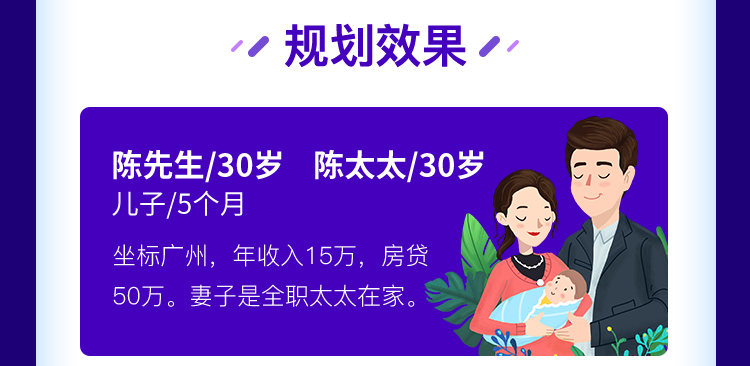 规划效果
陈先生/30岁 陈太太/30岁
儿子/5个月
坐标广州，年收入15万，房贷
50万。妻子是全职太太在家。